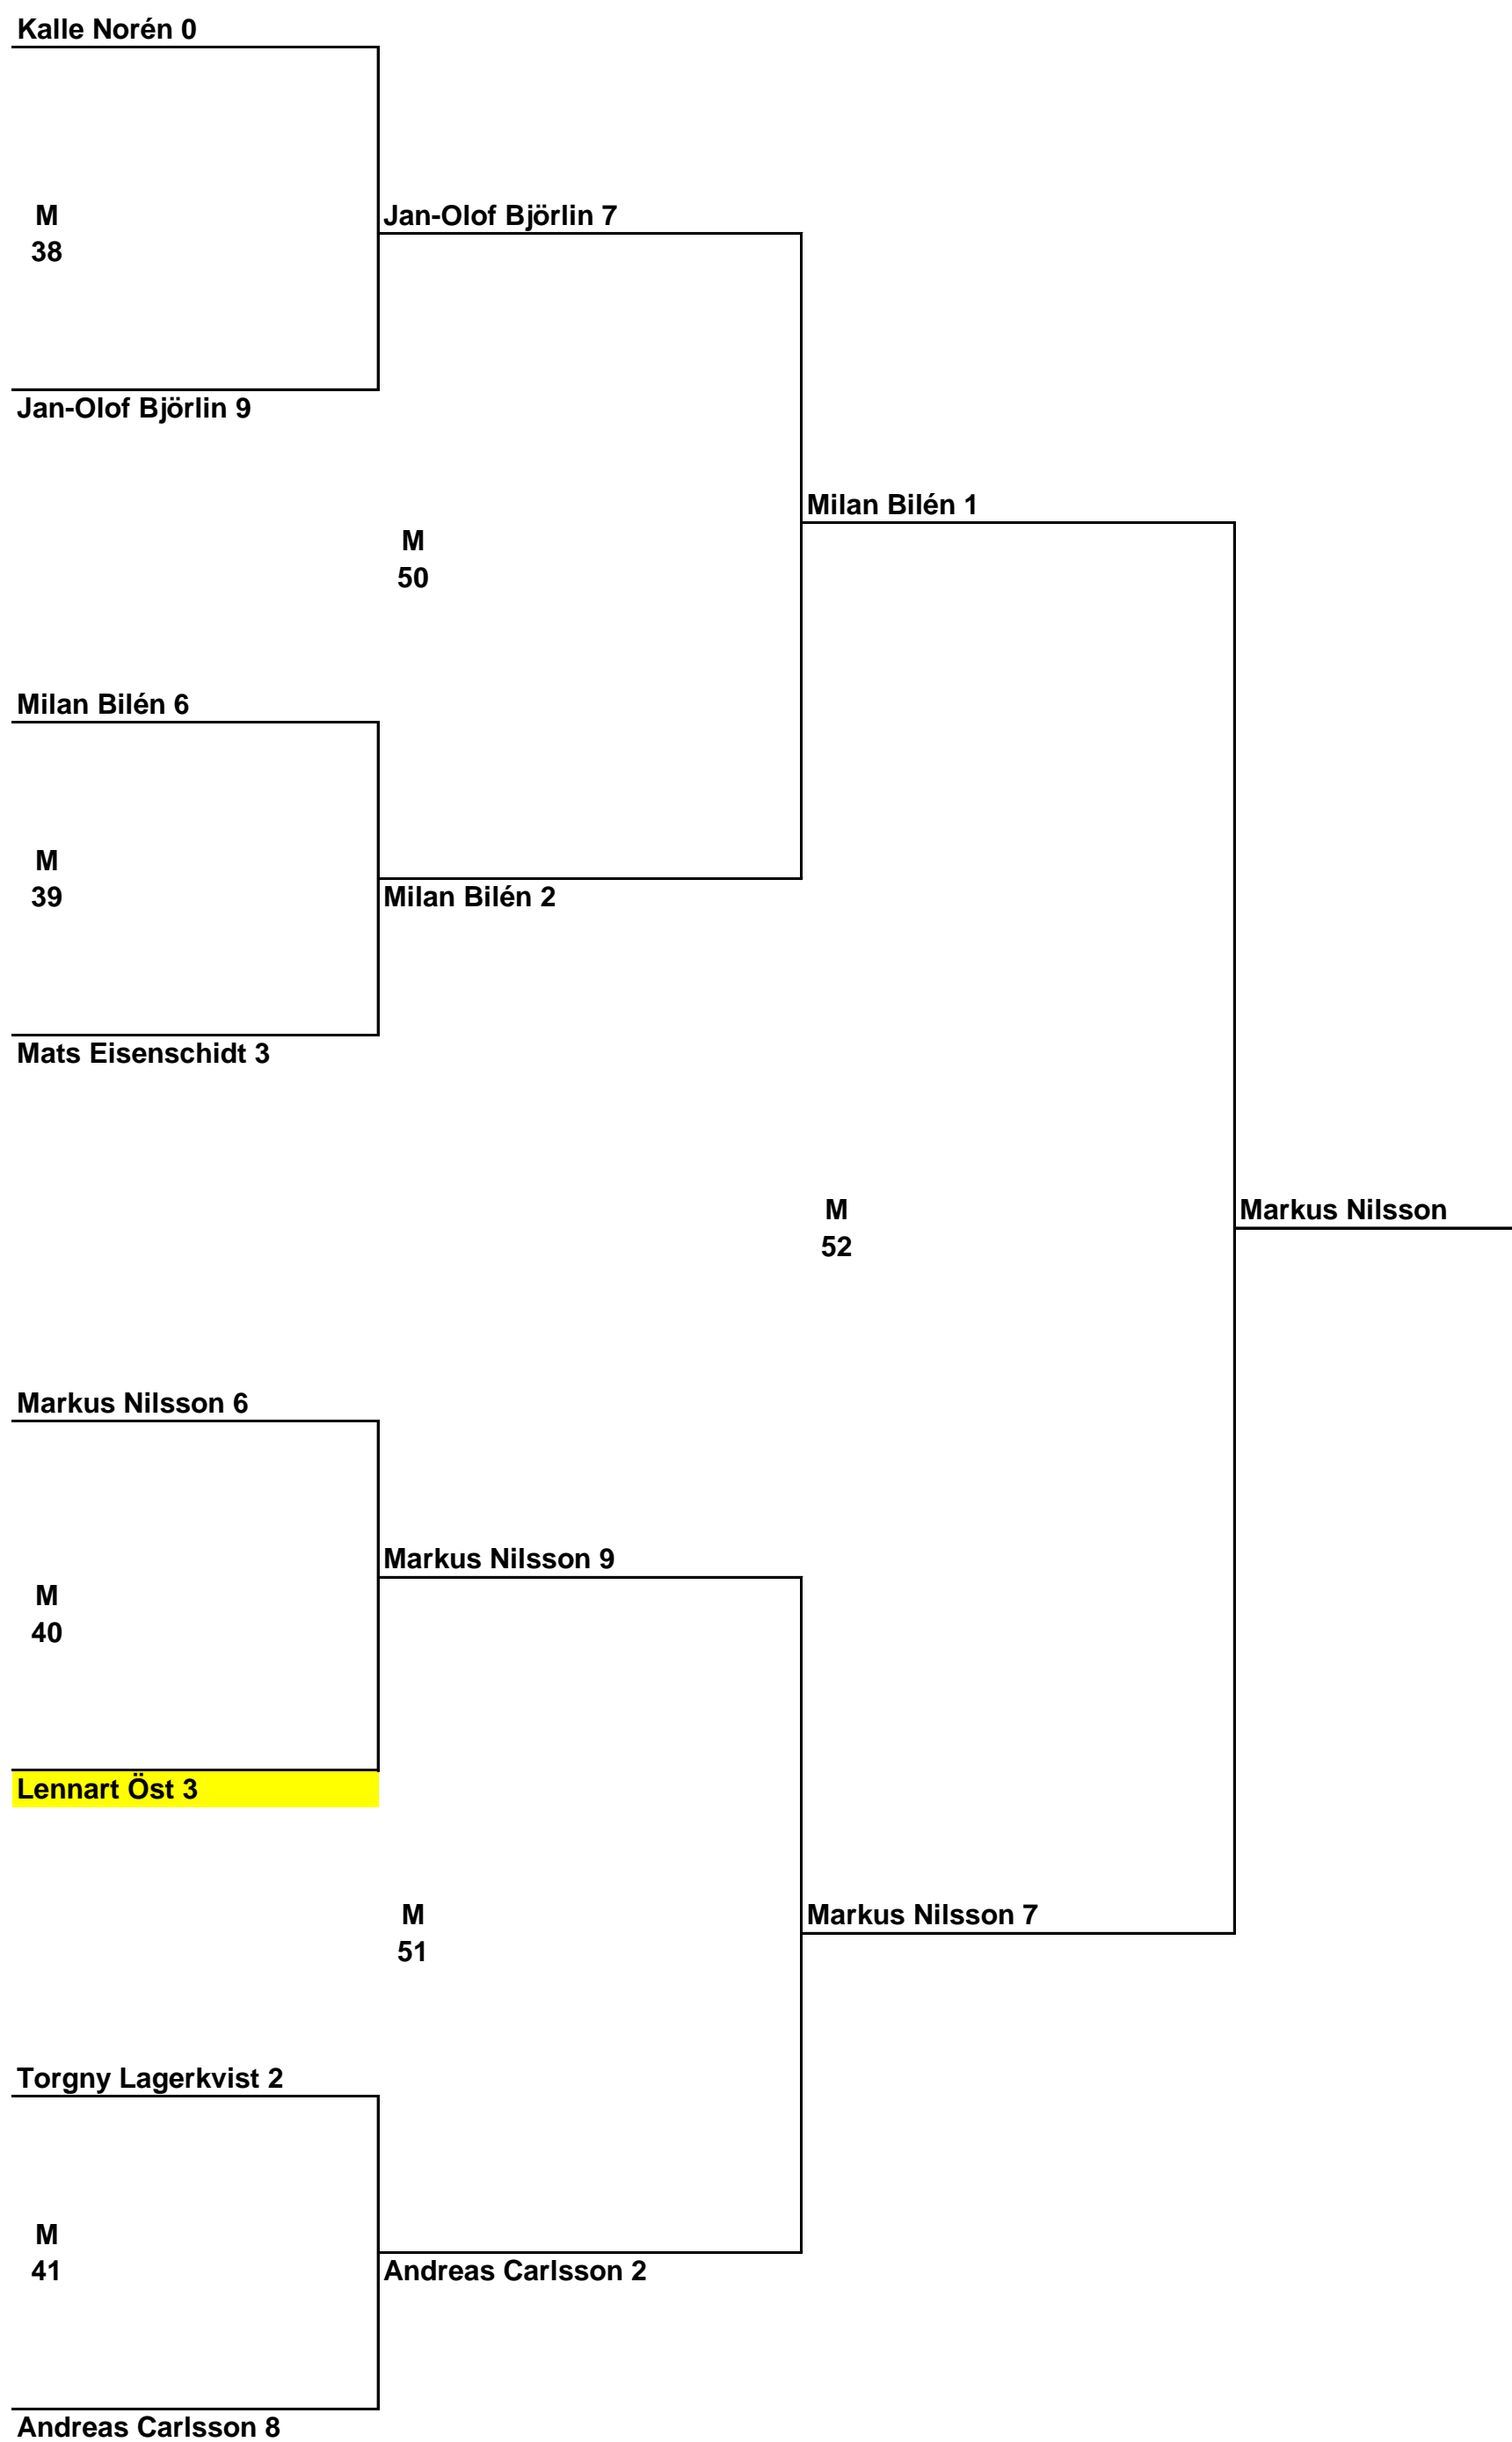 Kalle Norén 0
M
38
Jan-Olof Björlin 7
Jan-Olof Björlin 9
Milan Bilén 1
M
50
Milan Bilén 6
M
39
Milan Bilén 2
Mats Eisenschidt 3
M
52
Markus Nilsson
Markus Nilsson 6
Markus Nilsson 9
M
40
Lennart Öst 3
M
51
Markus Nilsson 7
Torgny Lagerkvist 2
M
41
Andreas Carlsson 2
Andreas Carlsson 8